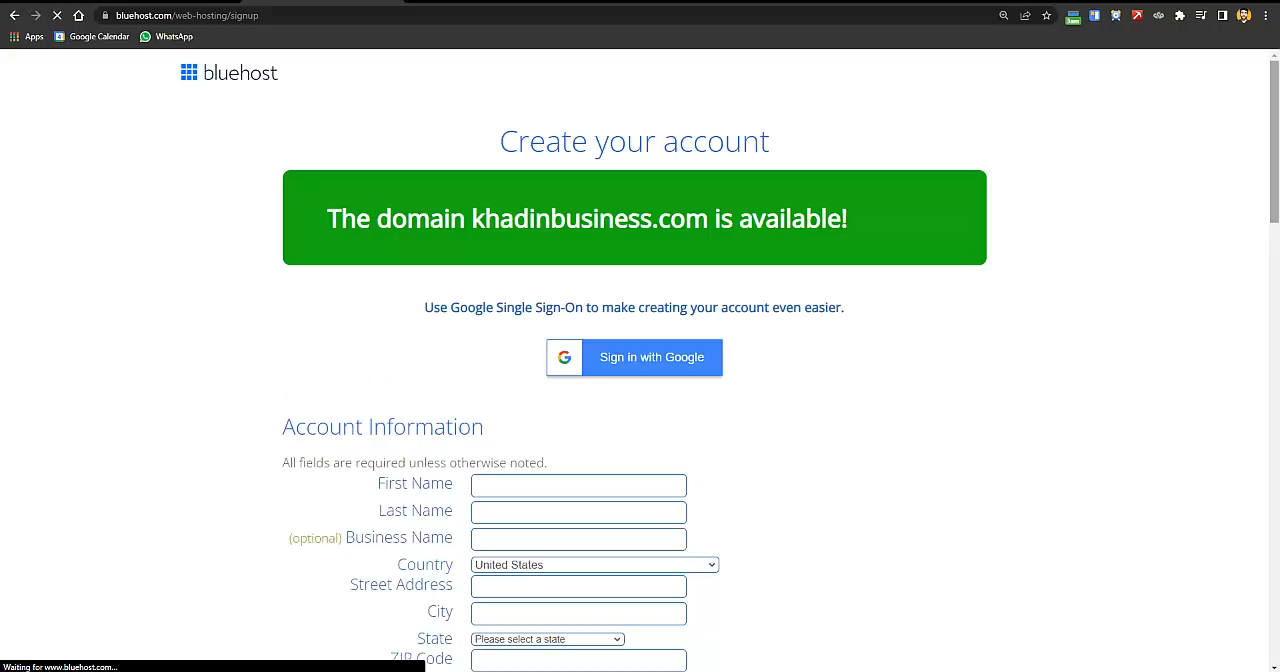 bluehost.com/web-hosting/signup
Apps Google Calendar WhatsApp
bluehost
Create your account
The domain khadinbusiness.com is available!
Use Google Single Sign-On to make creating your account even easier.
Sign in with Google
Account Information
All fields are required unless otherwise noted.
First Name
Last Name
(optional) Business Name
Country United States
Street Address
City
State Please select a state
ZIP Code
Waiting for www.bluehost.com...